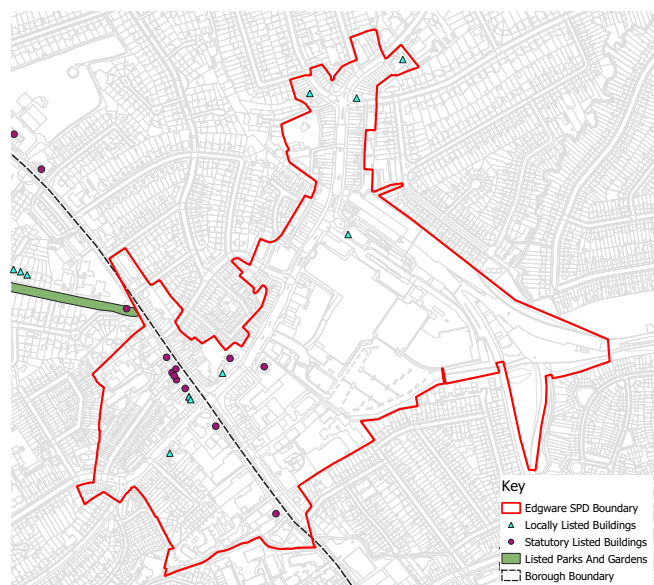 Key
Edgware SPD Boundary
Locally Listed Buildings
Statutory Listed Buildings
Listed Parks And Gardens
Borough Boundary